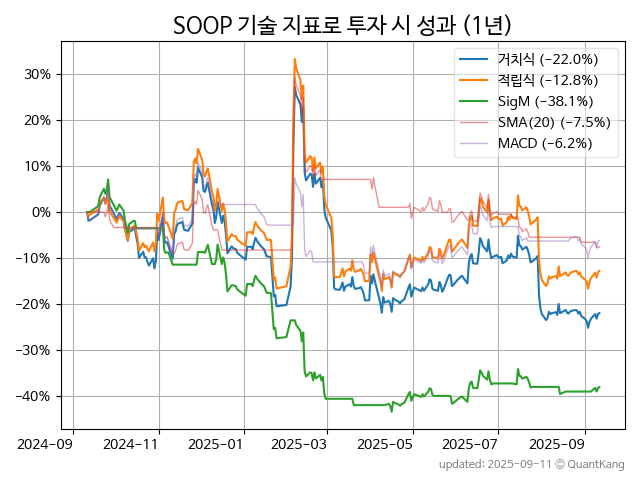 SOOP 기술 지표로 투자 시 성과 (1년)
거치식 (−22.0%)
적립식 (−12.8%)
SigM (−38.1%)
SMA(20) (−7.5%)
MACD (−6.2%)
30%
20%
10%
0%
−10%
−20%
−30%
−40%
2024-09 2024-11 2025-01 2025-03 2025-05 2025-07 2025-09
updated: 2025-09-11 © QuantKang